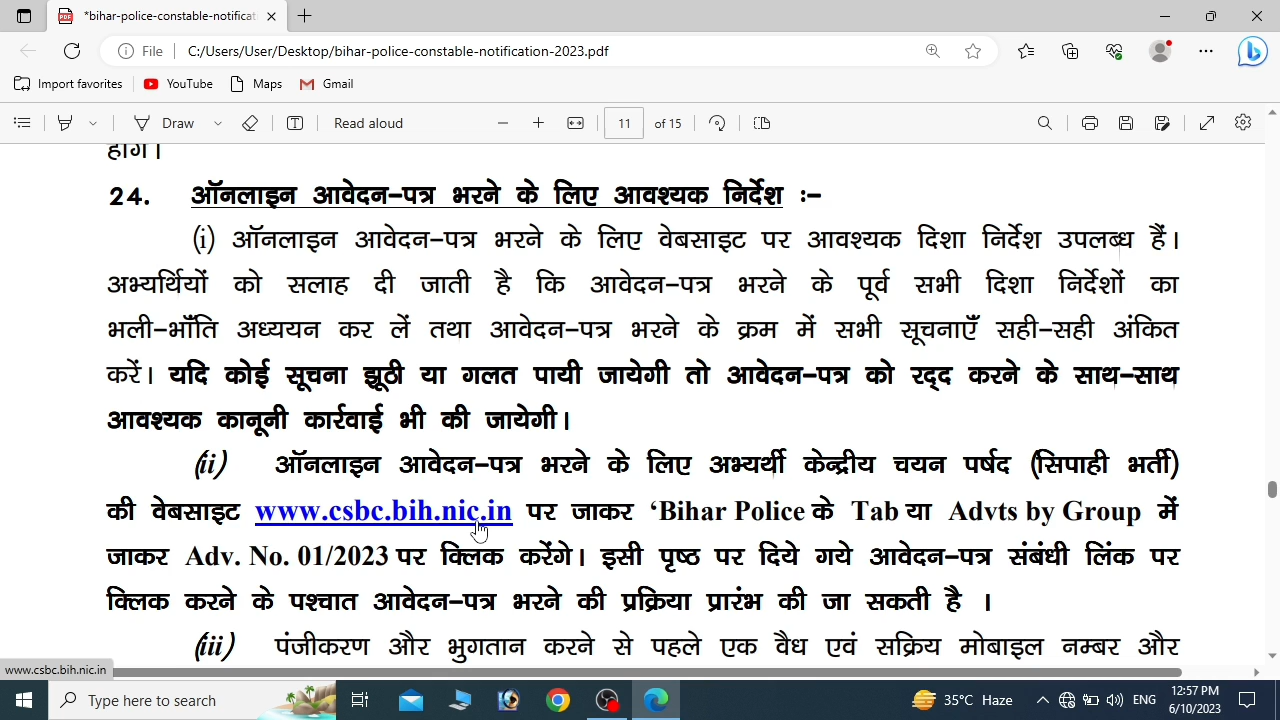 *bihar-police-constable-notificat
File
C:/Users/User/Desktop/bihar-police-constable-notification-2023.pdf
Import favorites
YouTube
Maps
Gmail
Draw
Read aloud
11
of 15
होंगे।
24. ऑनलाइन आवेदन–पत्र भरने के लिए आवश्यक निर्देश :–
(i) ऑनलाइन आवेदन–पत्र भरने के लिए वेबसाइट पर आवश्यक दिशा निर्देश उपलब्ध हैं।
अभ्यर्थियों को सलाह दी जाती है कि आवेदन–पत्र भरने के पूर्व सभी दिशा निर्देशों का
भली–भाँति अध्ययन कर लें तथा आवेदन–पत्र भरने के क्रम में सभी सूचनाएँ सही–सही अंकित
करें। यदि कोई सूचना झूठी या गलत पायी जायेगी तो आवेदन–पत्र को रद्द करने के साथ–साथ
आवश्यक कानूनी कार्रवाई भी की जायेगी।
(ii) ऑनलाइन आवेदन–पत्र भरने के लिए अभ्यर्थी केन्द्रीय चयन पर्षद (सिपाही भर्ती)
की वेबसाइट www.csbc.bih.nic.in पर जाकर ‘Bihar Police के Tab या Advts by Group में
जाकर Adv. No. 01/2023 पर क्लिक करेंगे। इसी पृष्ठ पर दिये गये आवेदन–पत्र संबंधी लिंक पर
क्लिक करने के पश्चात आवेदन–पत्र भरने की प्रक्रिया प्रारंभ की जा सकती है ।
(iii) पंजीकरण और भुगतान करने से पहले एक वैध एवं सक्रिय मोबाइल नम्बर और
www.csbc.bih.nic.in
Type here to search
35°C Haze
ENG
12:57 PM
6/10/2023